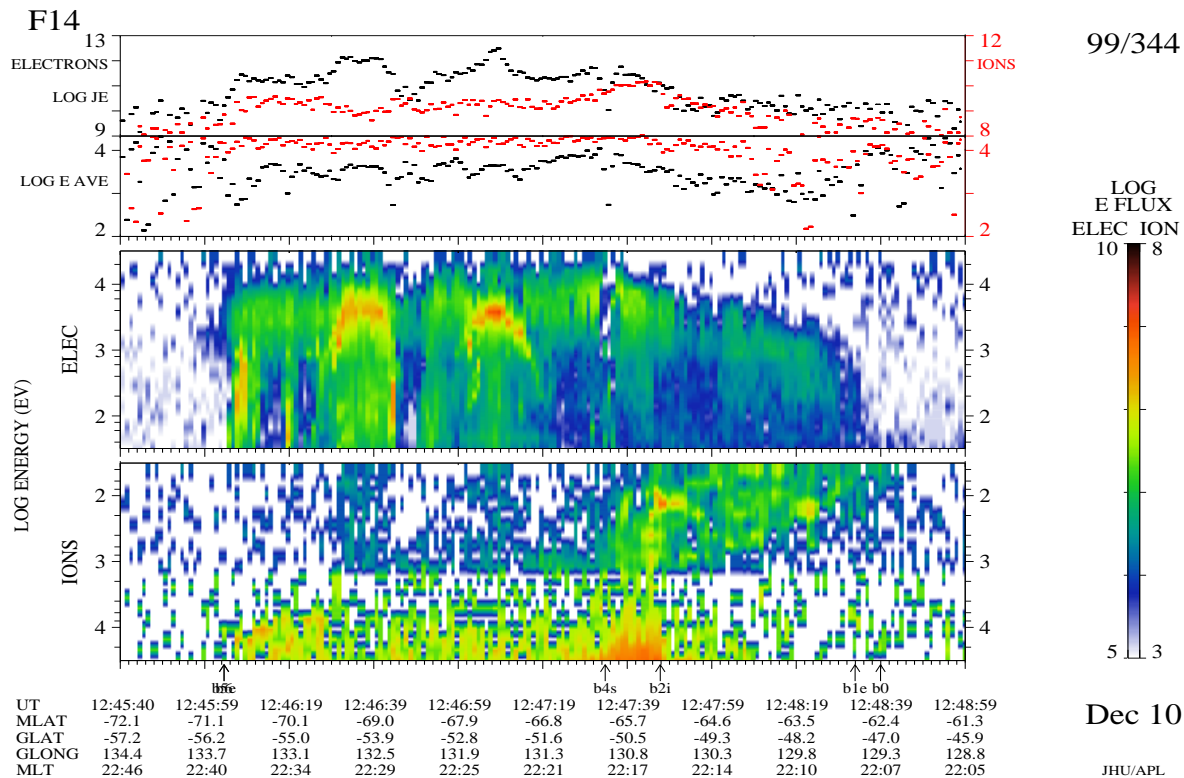 F14
99/344
13
12
ELECTRONS
IONS
LOG JE
9
8
4
4
LOG E AVE
2
2
LOG
E FLUX
ELEC ION
10 8
5 3
LOG ENERGY (EV)
ELEC
4
4
3
3
2
2
IONS
2
2
3
3
4
4
b4s b2i b1e b0
UT 12:45:40 12:45:59 12:46:19 12:46:39 12:46:59 12:47:19 12:47:39 12:47:59 12:48:19 12:48:39 12:48:59
MLAT -72.1 -71.1 -70.1 -69.0 -67.9 -66.8 -65.7 -64.6 -63.5 -62.4 -61.3
GLAT -57.2 -56.2 -55.0 -53.9 -52.8 -51.6 -50.5 -49.3 -48.2 -47.0 -45.9
GLONG 134.4 133.7 133.1 132.5 131.9 131.3 130.8 130.3 129.8 129.3 128.8
MLT 22:46 22:40 22:34 22:29 22:25 22:21 22:17 22:14 22:10 22:07 22:05
Dec 10
JHU/APL